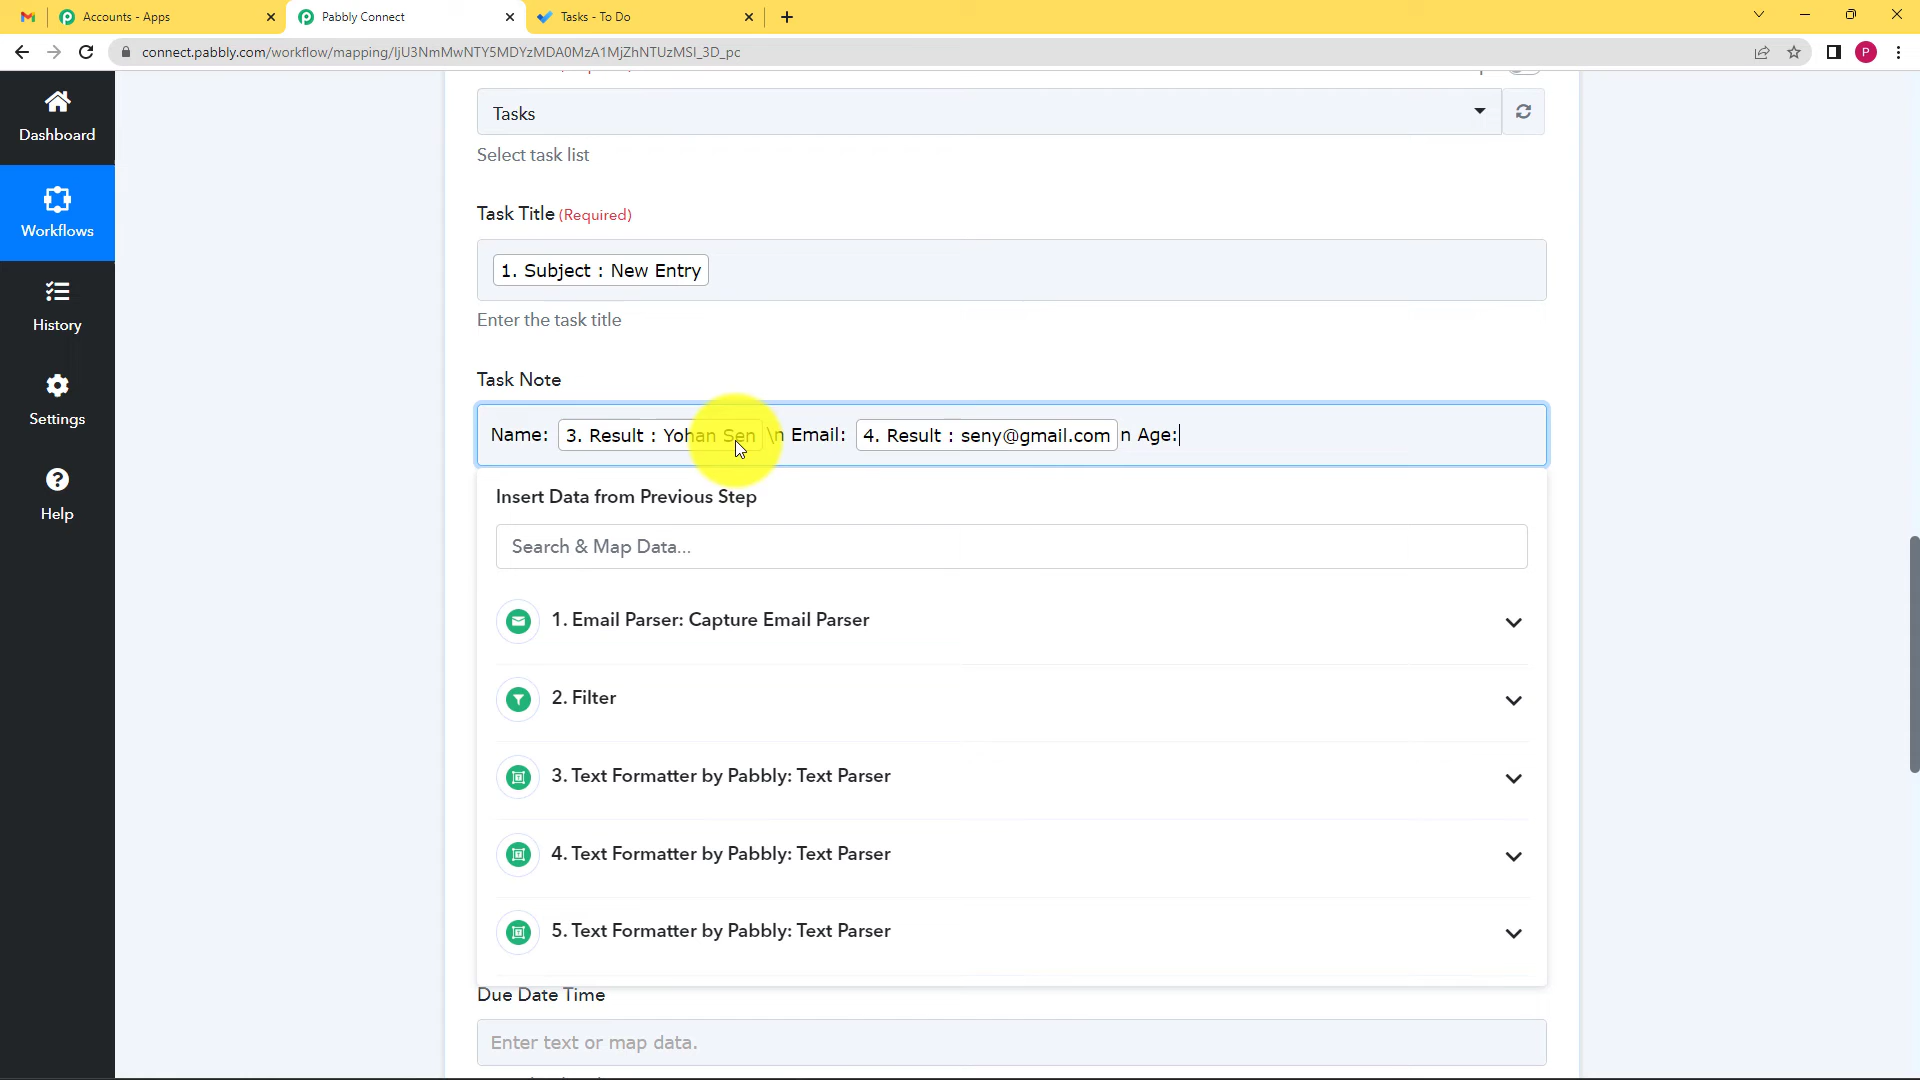 Accounts - Apps
Pabbly Connect
Tasks - To Do
connect.pabbly.com/workflow/mapping/IjU3NmMwNTY5MDYzMDA0MzA1MjZhNTUzMSI_3D_pc
P
Dashboard
Workflows
History
Settings
Help
Tasks
Select task list
Task Title (Required)
1. Subject : New Entry
Enter the task title
Task Note
Name: 3. Result : Yohan Sen \n Email: 4. Result : seny@gmail.com n Age:
Insert Data from Previous Step
Search & Map Data...
1. Email Parser: Capture Email Parser
2. Filter
3. Text Formatter by Pabbly: Text Parser
4. Text Formatter by Pabbly: Text Parser
5. Text Formatter by Pabbly: Text Parser
Due Date Time
Enter text or map data.